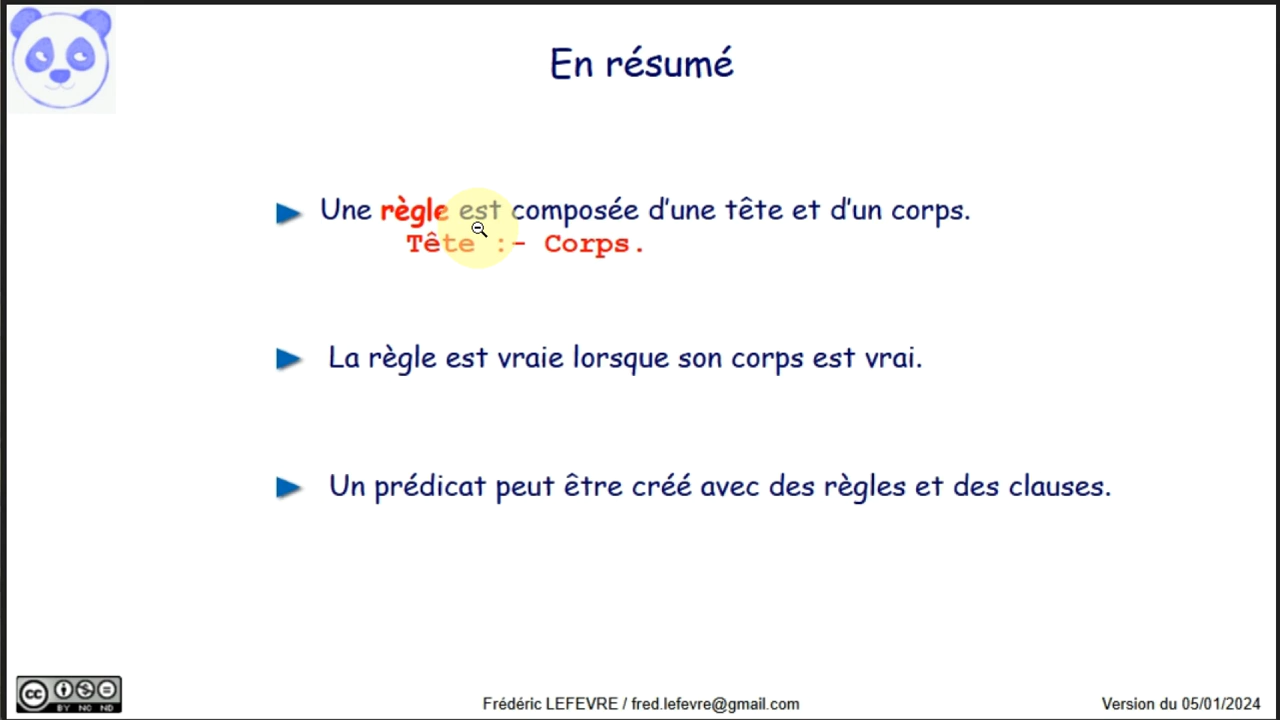 En résumé
Une règle est composée d'une tête et d'un corps.
Tête :- Corps.
La règle est vraie lorsque son corps est vrai.
Un prédicat peut être créé avec des règles et des clauses.
cc BY NC ND
Frédéric LEFEVRE / fred.lefevre@gmail.com
Version du 05/01/2024